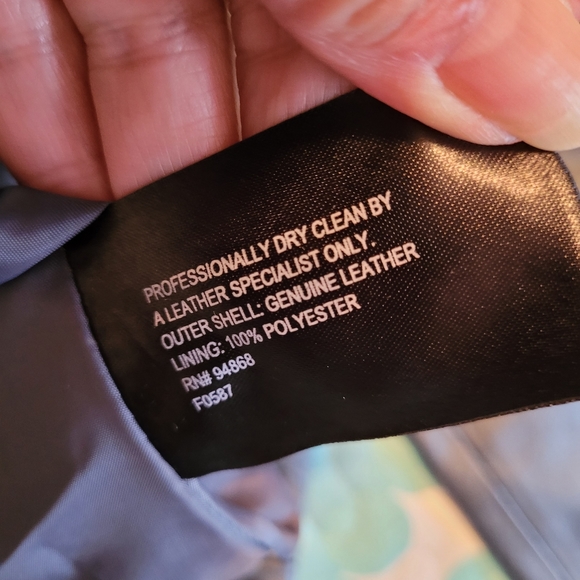 PROFESSIONALLY DRY CLEAN BY
A LEATHER SPECIALIST ONLY.
OUTER SHELL: GENUINE LEATHER
LINING: 100% POLYESTER
RN# 94868
F0587